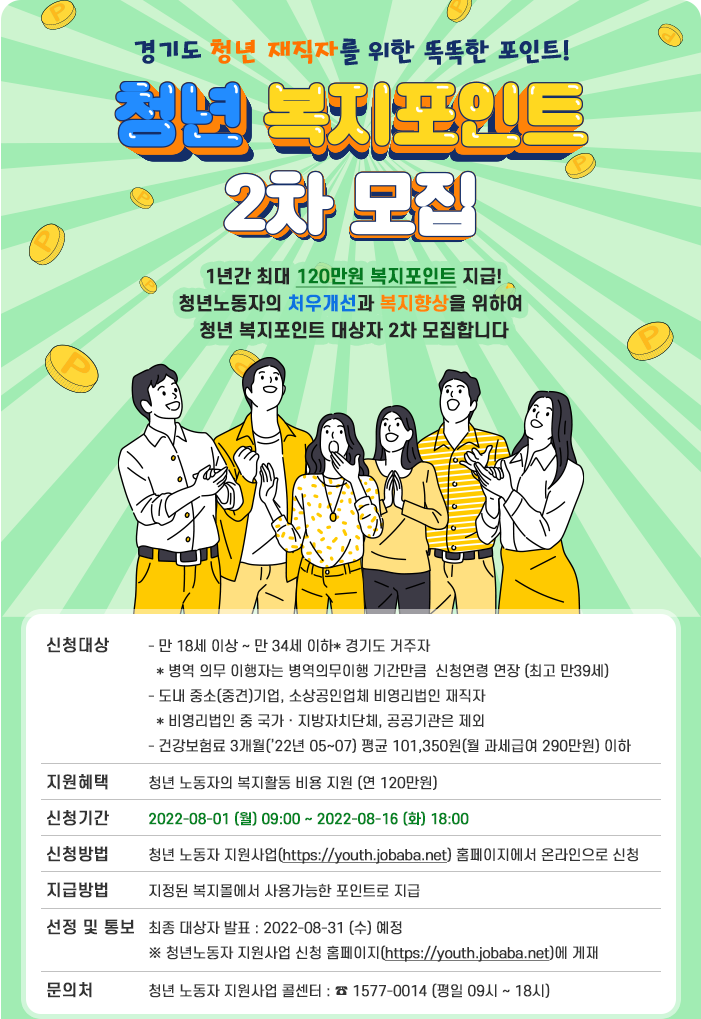 경기도 청년 재직자를 위한 똑똑한 포인트!
청년 복지포인트
2차 모집
1년간 최대 120만원 복지포인트 지급!
청년노동자의 처우개선과 복지향상을 위하여
청년 복지포인트 대상자 2차 모집합니다
신청대상 - 만 18세 이상 ~ 만 34세 이하* 경기도 거주자
* 병역 의무 이행자는 병역의무이행 기간만큼 신청연령 연장 (최고 만39세)
- 도내 중소(중견)기업, 소상공인업체 비영리법인 재직자
* 비영리법인 중 국가 · 지방자치단체, 공공기관은 제외
- 건강보험료 3개월('22년 05~07) 평균 101,350원(월 과세급여 290만원) 이하
지원혜택 청년 노동자의 복지활동 비용 지원 (연 120만원)
신청기간 2022-08-01 (월) 09:00 ~ 2022-08-16 (화) 18:00
신청방법 청년 노동자 지원사업(https://youth.jobaba.net) 홈페이지에서 온라인으로 신청
지급방법 지정된 복지몰에서 사용가능한 포인트로 지급
선정 및 통보 최종 대상자 발표 : 2022-08-31 (수) 예정
※ 청년노동자 지원사업 신청 홈페이지(https://youth.jobaba.net)에 게재
문의처 청년 노동자 지원사업 콜센터 : ☎ 1577-0014 (평일 09시 ~ 18시)